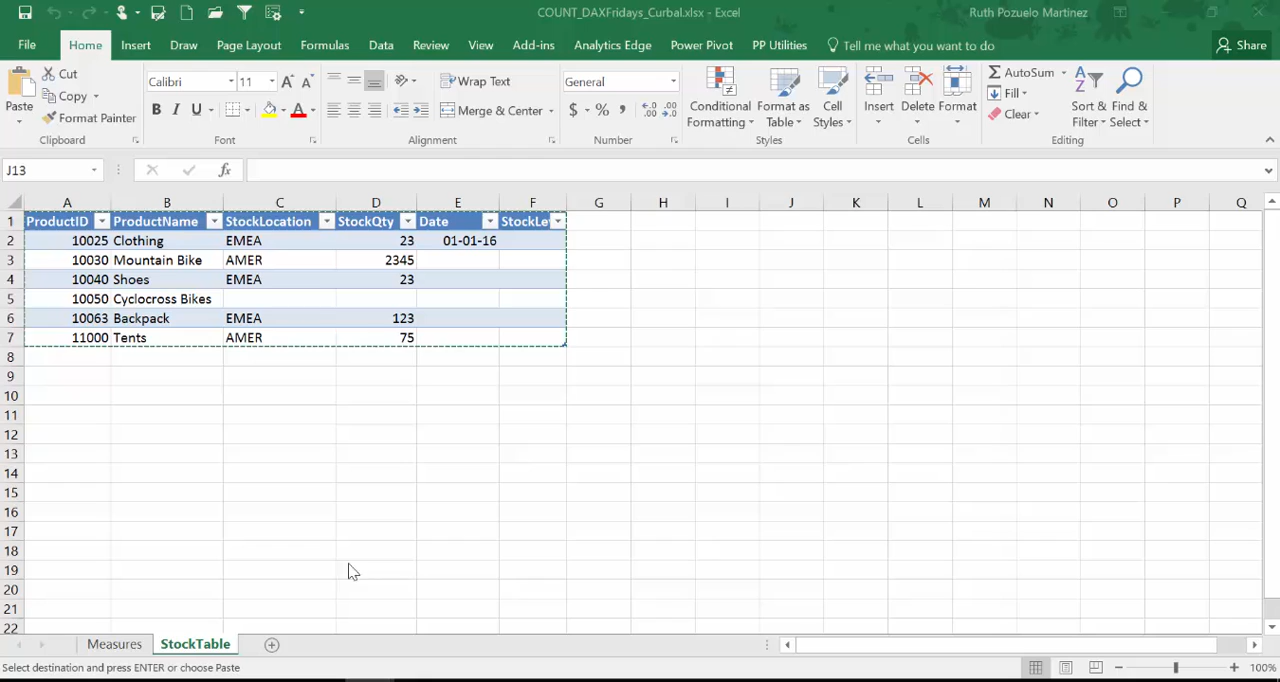 COUNT_DAXFridays_Curbal.xlsx - Excel
Ruth Pozuelo Martinez
File Home Insert Draw Page Layout Formulas Data Review View Add-ins Analytics Edge Power Pivot PP Utilities Tell me what you want to do Share
Paste
Cut
Copy
Format Painter
Clipboard
Calibri 11
B I U
Font
Wrap Text
Merge & Center
Alignment
General
$ % ,
Number
Conditional Formatting
Format as Table
Cell Styles
Styles
Insert
Delete
Format
Cells
AutoSum
Fill
Clear
Sort & Filter
Find & Select
Editing
J13
fx
A B C D E F G H I J K L M N O P Q
1 ProductID ProductName StockLocation StockQty Date StockLe
2 10025 Clothing EMEA 23 01-01-16
3 10030 Mountain Bike AMER 2345
4 10040 Shoes EMEA 23
5 10050 Cyclocross Bikes
6 10063 Backpack EMEA 123
7 11000 Tents AMER 75
8
9
10
11
12
13
14
15
16
17
18
19
20
21
22
Measures StockTable
Select destination and press ENTER or choose Paste
100%